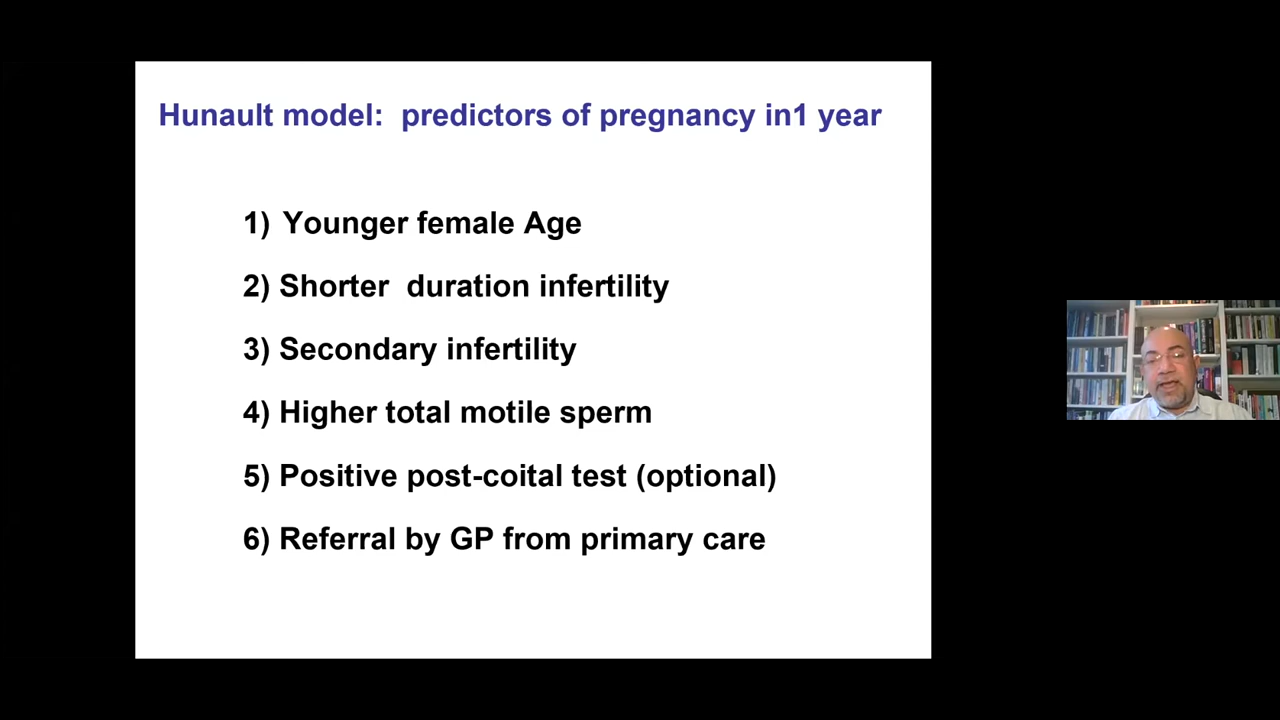 Hunault model:  predictors of pregnancy in1 year
1) Younger female Age
2) Shorter  duration infertility
3) Secondary infertility
4) Higher total motile sperm
5) Positive post-coital test (optional)
6) Referral by GP from primary care